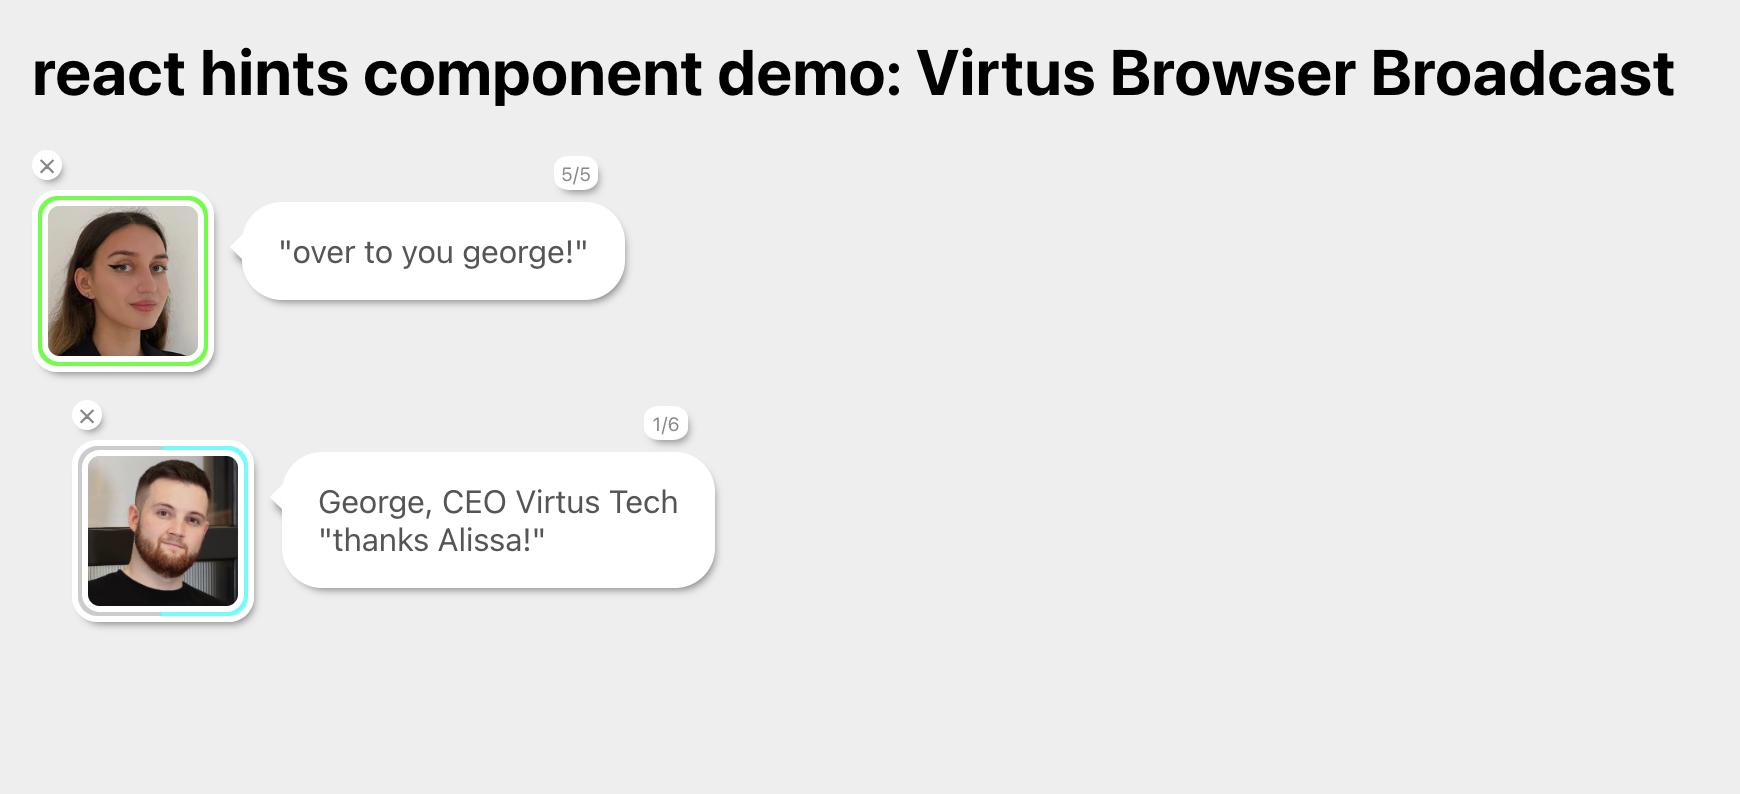 react hints component demo: Virtus Browser Broadcast
5/5
"over to you george!"
1/6
George, CEO Virtus Tech
"thanks Alissa!"